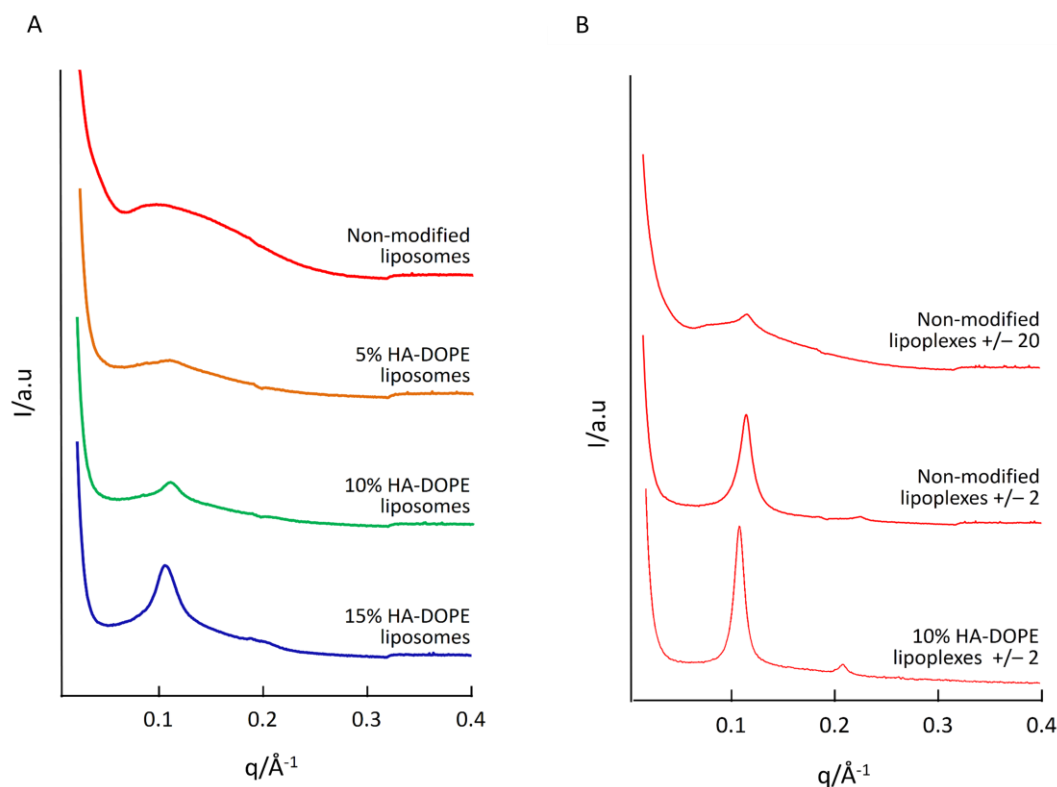 A
I/a.u
Non-modified
liposomes
5% HA-DOPE
liposomes
10% HA-DOPE
liposomes
15% HA-DOPE
liposomes
0.1
0.2
0.3
0.4
q/Å⁻¹
B
I/a.u
Non-modified
lipoplexes +/− 20
Non-modified
lipoplexes +/− 2
10% HA-DOPE
lipoplexes +/− 2
0.1
0.2
0.3
0.4
q/Å⁻¹